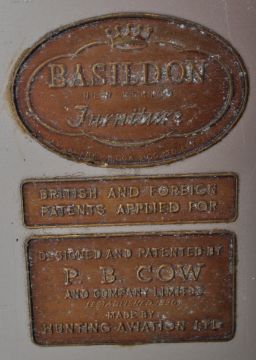 BASILDON
Furniture
BRITISH AND FOREIGN
PATENTS APPLIED FOR
DESIGNED AND PATENTED BY
P. B. COW
AND COMPANY LIMITED
ESTABLISHED
MADE BY
HUNTING AVIATION LTD